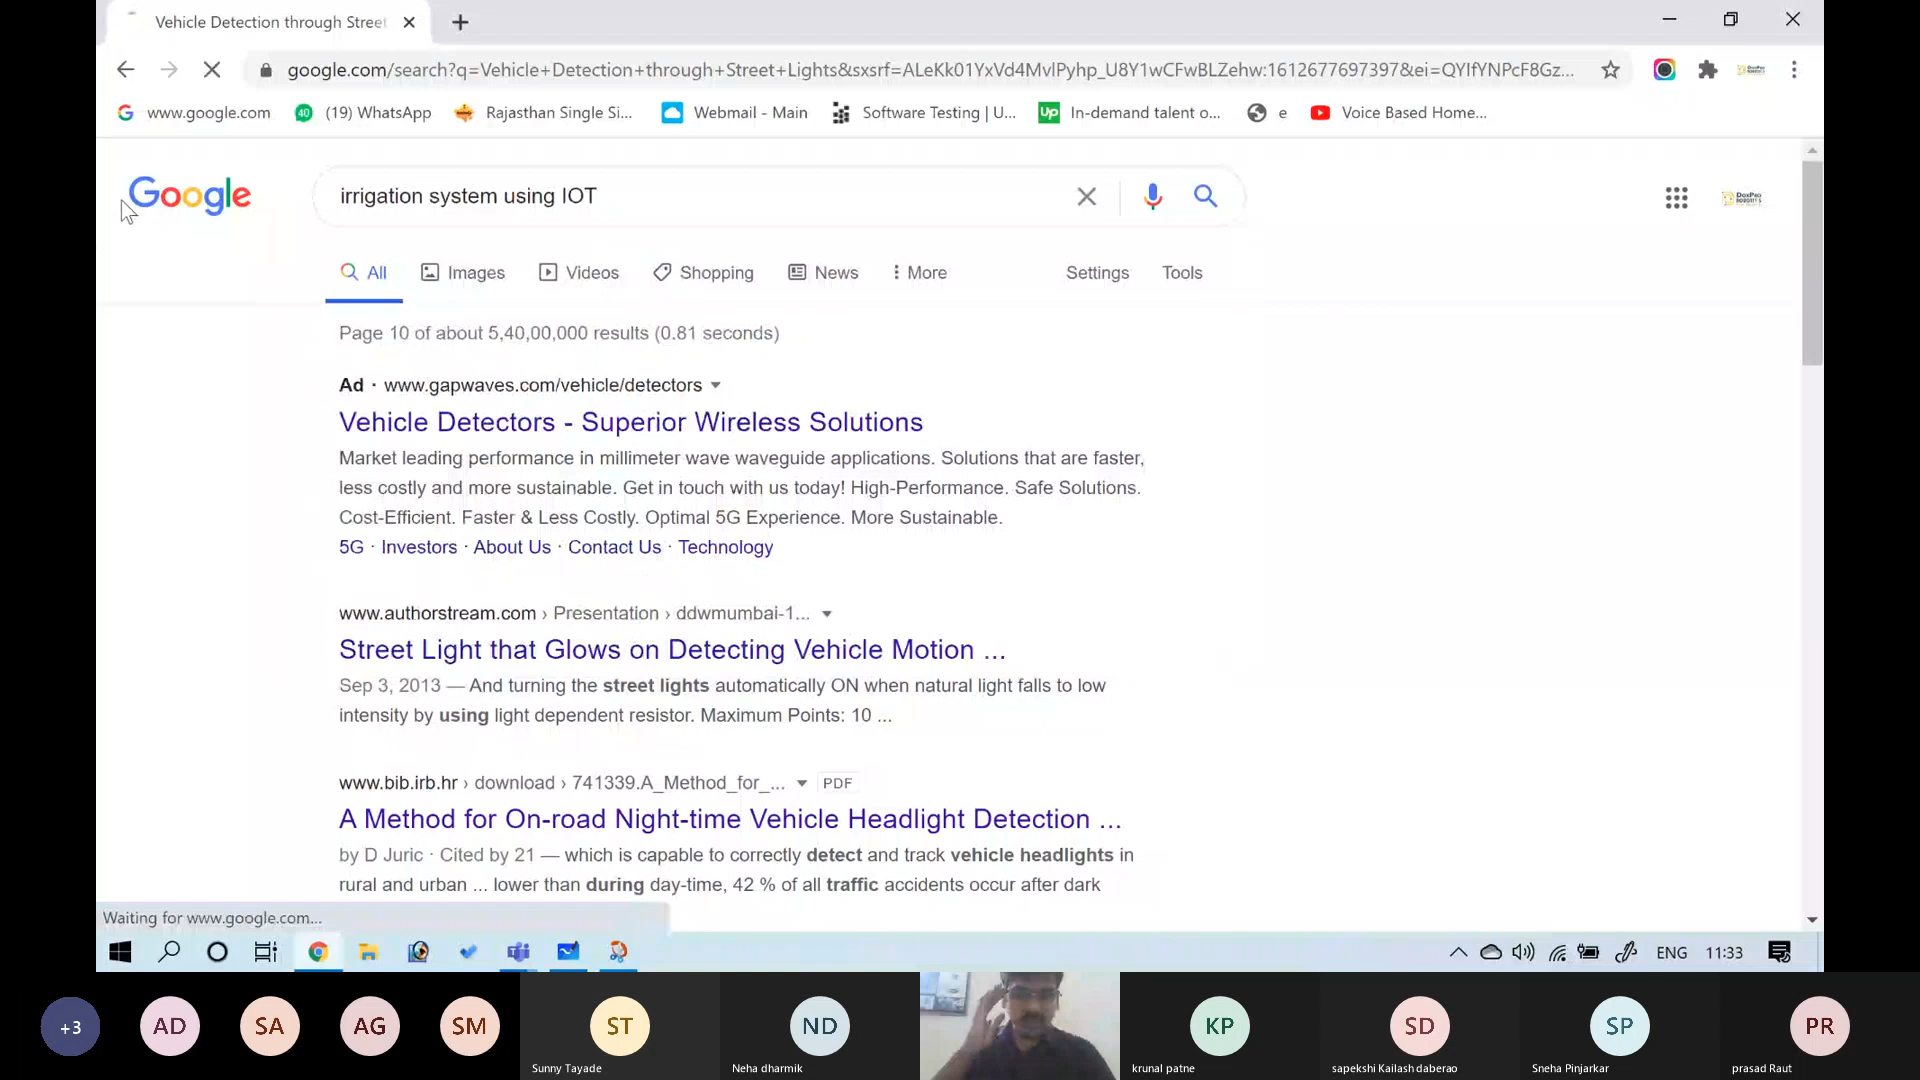 Vehicle Detection through Street
google.com/search?q=Vehicle+Detection+through+Street+Lights&sxsrf=ALeKk01YxVd4MvlPyhp_U8Y1wCFwBLZehw:1612677697397&ei=QYIfYNPcF8Gz...
www.google.com
(19) WhatsApp
Rajasthan Single Si...
Webmail - Main
Software Testing | U...
Up
In-demand talent o...
e
Voice Based Home...
Google
irrigation system using IOT
All
Images
Videos
Shopping
News
More
Settings
Tools
Page 10 of about 5,40,00,000 results (0.81 seconds)
Ad · www.gapwaves.com/vehicle/detectors
Vehicle Detectors - Superior Wireless Solutions
Market leading performance in millimeter wave waveguide applications. Solutions that are faster,
less costly and more sustainable. Get in touch with us today! High-Performance. Safe Solutions.
Cost-Efficient. Faster & Less Costly. Optimal 5G Experience. More Sustainable.
5G · Investors · About Us · Contact Us · Technology
www.authorstream.com › Presentation › ddwmumbai-1...
Street Light that Glows on Detecting Vehicle Motion ...
Sep 3, 2013 — And turning the street lights automatically ON when natural light falls to low
intensity by using light dependent resistor. Maximum Points: 10 ...
www.bib.irb.hr › download › 741339.A_Method_for_... PDF
A Method for On-road Night-time Vehicle Headlight Detection ...
by D Juric · Cited by 21 — which is capable to correctly detect and track vehicle headlights in
rural and urban ... lower than during day-time, 42 % of all traffic accidents occur after dark
Waiting for www.google.com...
ENG
11:33
+3
AD
SA
AG
SM
ST
Sunny Tayade
ND
Neha dharmik
KP
krunal patne
SD
sapekshi Kailash daberao
SP
Sneha Pinjarkar
PR
prasad Raut